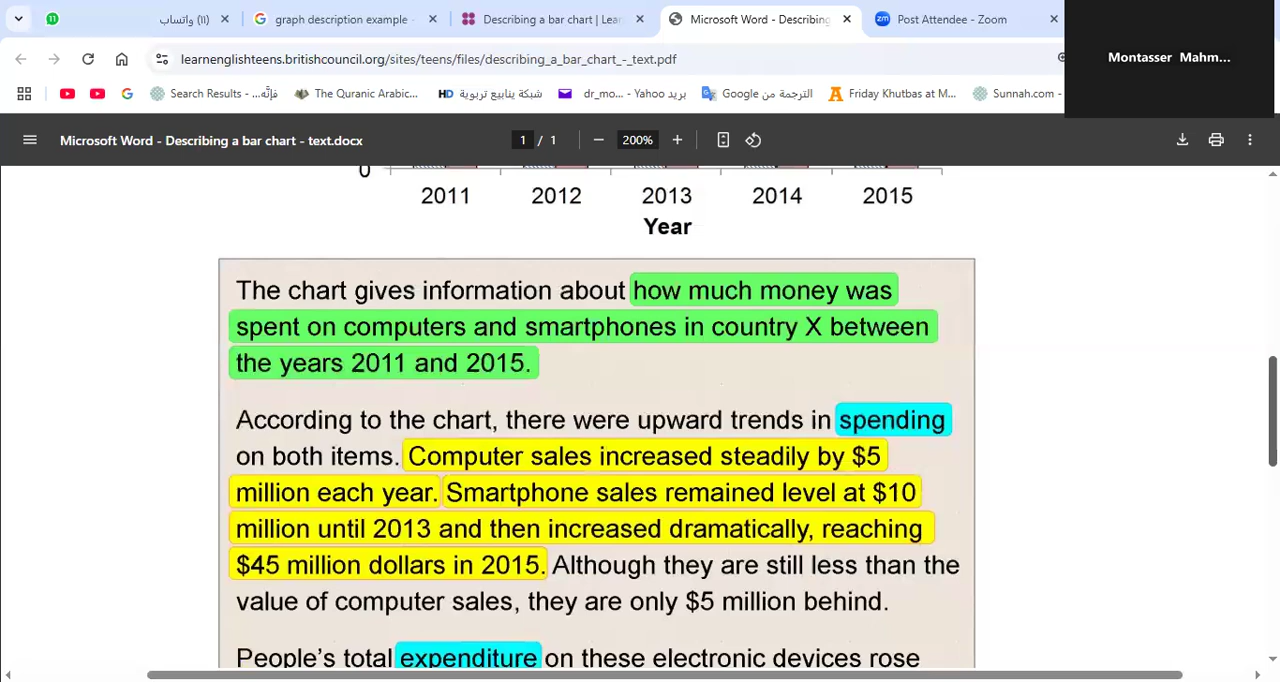 واتساب (11)
graph description example -
Describing a bar chart | Lear
Microsoft Word - Describing
Post Attendee - Zoom
learnenglishteens.britishcouncil.org/sites/teens/files/describing_a_bar_chart_-_text.pdf
Montasser Mahm...
Search Results - ...فإنَّه
The Quranic Arabic...
HD شبكة ينابيع تربوية
dr_mo... - Yahoo بريد
Google الترجمة من
Friday Khutbas at M...
Sunnah.com -
Microsoft Word - Describing a bar chart - text.docx
1 / 1
200%
0
2011 2012 2013 2014 2015
Year
The chart gives information about how much money was
spent on computers and smartphones in country X between
the years 2011 and 2015.
According to the chart, there were upward trends in spending
on both items. Computer sales increased steadily by $5
million each year. Smartphone sales remained level at $10
million until 2013 and then increased dramatically, reaching
$45 million dollars in 2015. Although they are still less than the
value of computer sales, they are only $5 million behind.
People's total expenditure on these electronic devices rose